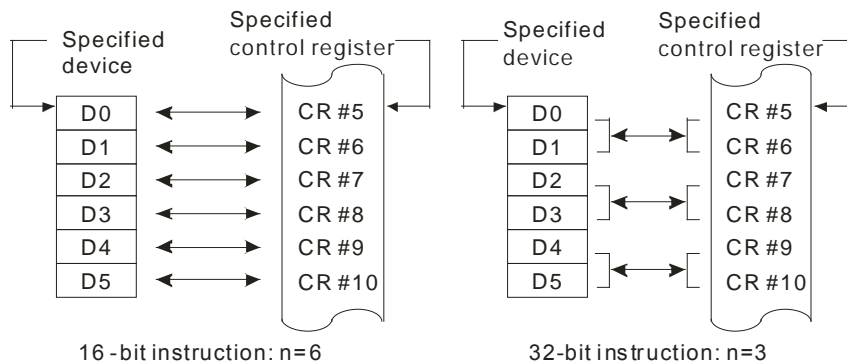 Specified
device
Specified
control register
D0
D1
D2
D3
D4
D5
CR #5
CR #6
CR #7
CR #8
CR #9
CR #10
16-bit instruction: n=6
Specified
device
Specified
control register
D0
D1
D2
D3
D4
D5
CR #5
CR #6
CR #7
CR #8
CR #9
CR #10
32-bit instruction: n=3